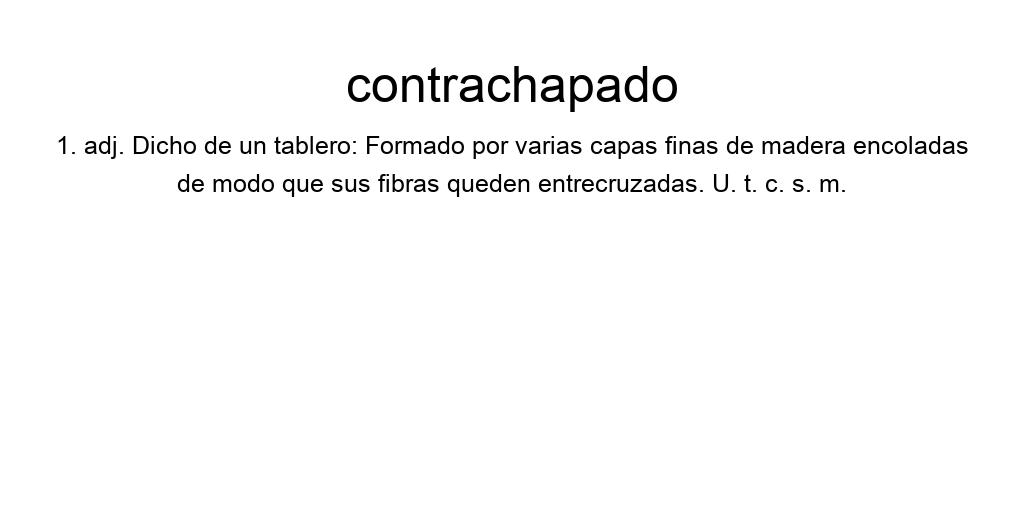 contrachapado
1. adj. Dicho de un tablero: Formado por varias capas finas de madera encoladas
de modo que sus fibras queden entrecruzadas. U. t. c. s. m.